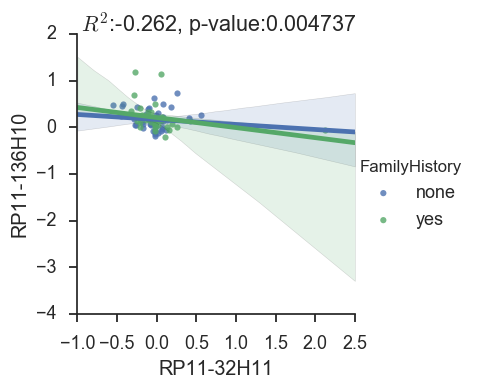 R²:-0.262, p-value:0.004737
2
1
0
−1
−2
−3
−4
RP11-136H10
−1.0 −0.5 0.0 0.5 1.0 1.5 2.0 2.5
RP11-32H11
FamilyHistory
none
yes